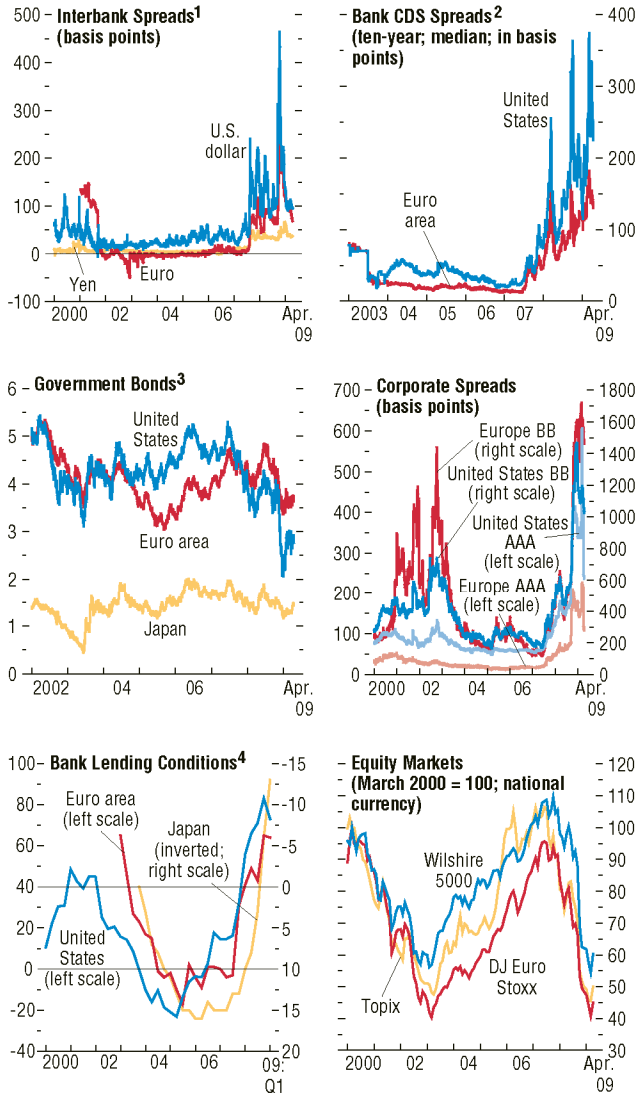 Interbank Spreads1
(basis points)
500
400
300
200
100
0
-100
U.S.
dollar
Euro
Yen
2000 02 04 06 Apr.
09
Bank CDS Spreads2
(ten-year; median; in basis
points)
400
300
200
100
0
United
States
Euro
area
2003 04 05 06 07 Apr.
09
Government Bonds3
6
5
4
3
2
1
0
United
States
Euro area
Japan
2002 04 06 Apr.
09
Corporate Spreads
(basis points)
700
600
500
400
300
200
100
0
1800
1600
1400
1200
1000
800
600
400
200
0
Europe BB
(right scale)
United States BB
(right scale)
United States
AAA
(left scale)
Europe AAA
(left scale)
2000 02 04 06 Apr.
09
Bank Lending Conditions4
100
80
60
40
20
0
-20
-40
-15
-10
-5
0
5
10
15
20
Euro area
(left scale)
Japan
(inverted;
right scale)
United
States
(left scale)
2000 02 04 06 09:
Q1
Equity Markets
(March 2000 = 100; national
currency)
120
110
100
90
80
70
60
50
40
30
Wilshire
5000
DJ Euro
Stoxx
Topix
2000 02 04 06 Apr.
09